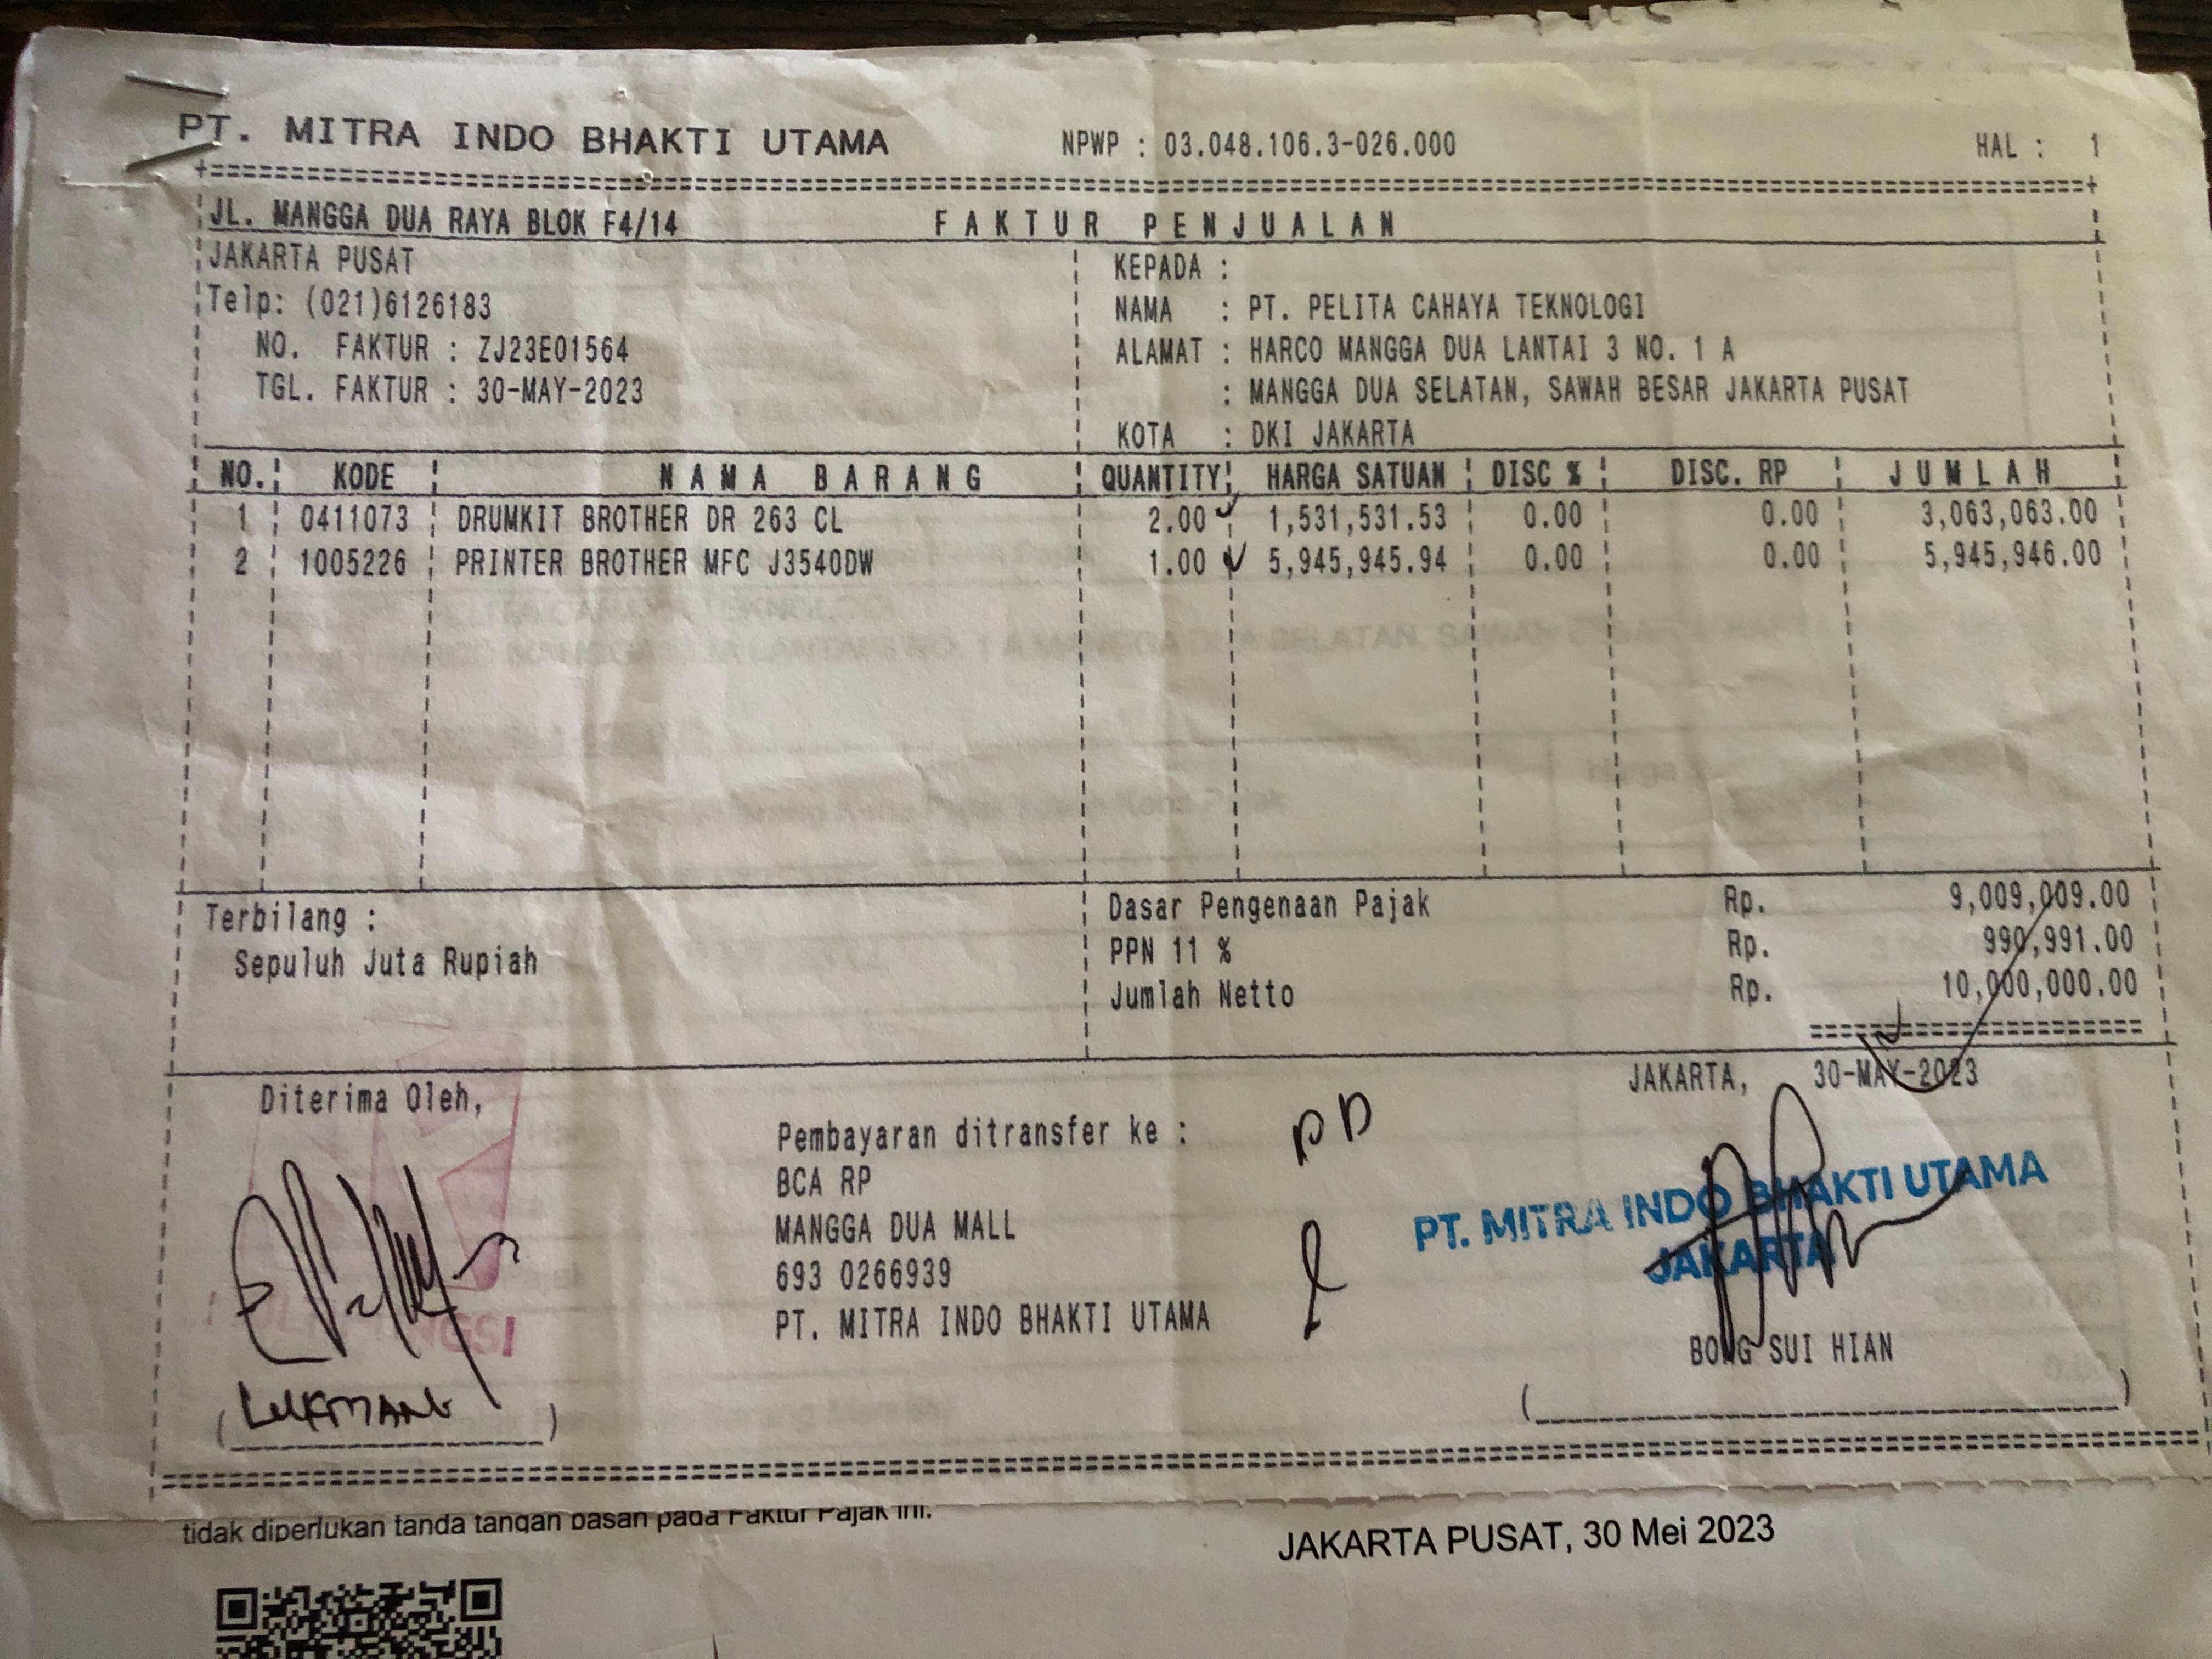 PT. MITRA INDO BHAKTI UTAMA NPWP : 03.048.106.3-026.000 HAL : 1
JL. MANGGA DUA RAYA BLOK F4/14 FAKTUR PENJUALAN
JAKARTA PUSAT KEPADA :
Telp: (021)6126183 NAMA : PT. PELITA CAHAYA TEKNOLOGI
NO. FAKTUR : ZJ23E01564 ALAMAT : HARCO MANGGA DUA LANTAI 3 NO. 1 A
TGL. FAKTUR : 30-MAY-2023 : MANGGA DUA SELATAN, SAWAH BESAR JAKARTA PUSAT
KOTA : DKI JAKARTA
NO. KODE NAMA BARANG QUANTITY HARGA SATUAN DISC % DISC. RP JUMLAH
1 0411073 DRUMKIT BROTHER DR 263 CL 2.00 1,531,531.53 0.00 0.00 3,063,063.00
2 1005226 PRINTER BROTHER MFC J3540DW 1.00 5,945,945.94 0.00 0.00 5,945,946.00
Terbilang : Dasar Pengenaan Pajak Rp. 9,009,009.00
Sepuluh Juta Rupiah PPN 11 % Rp. 990,991.00
Jumlah Netto Rp. 10,000,000.00
JAKARTA, 30-MAY-2023
Diterima Oleh,
Pembayaran ditransfer ke :
BCA RP
MANGGA DUA MALL
693 0266939
PT. MITRA INDO BHAKTI UTAMA
PT. MITRA INDO BHAKTI UTAMA
JAKARTA
BONG SUI HIAN
LUKMAN
tidak diperlukan tanda tangan basah pada Faktur Pajak ini.
JAKARTA PUSAT, 30 Mei 2023